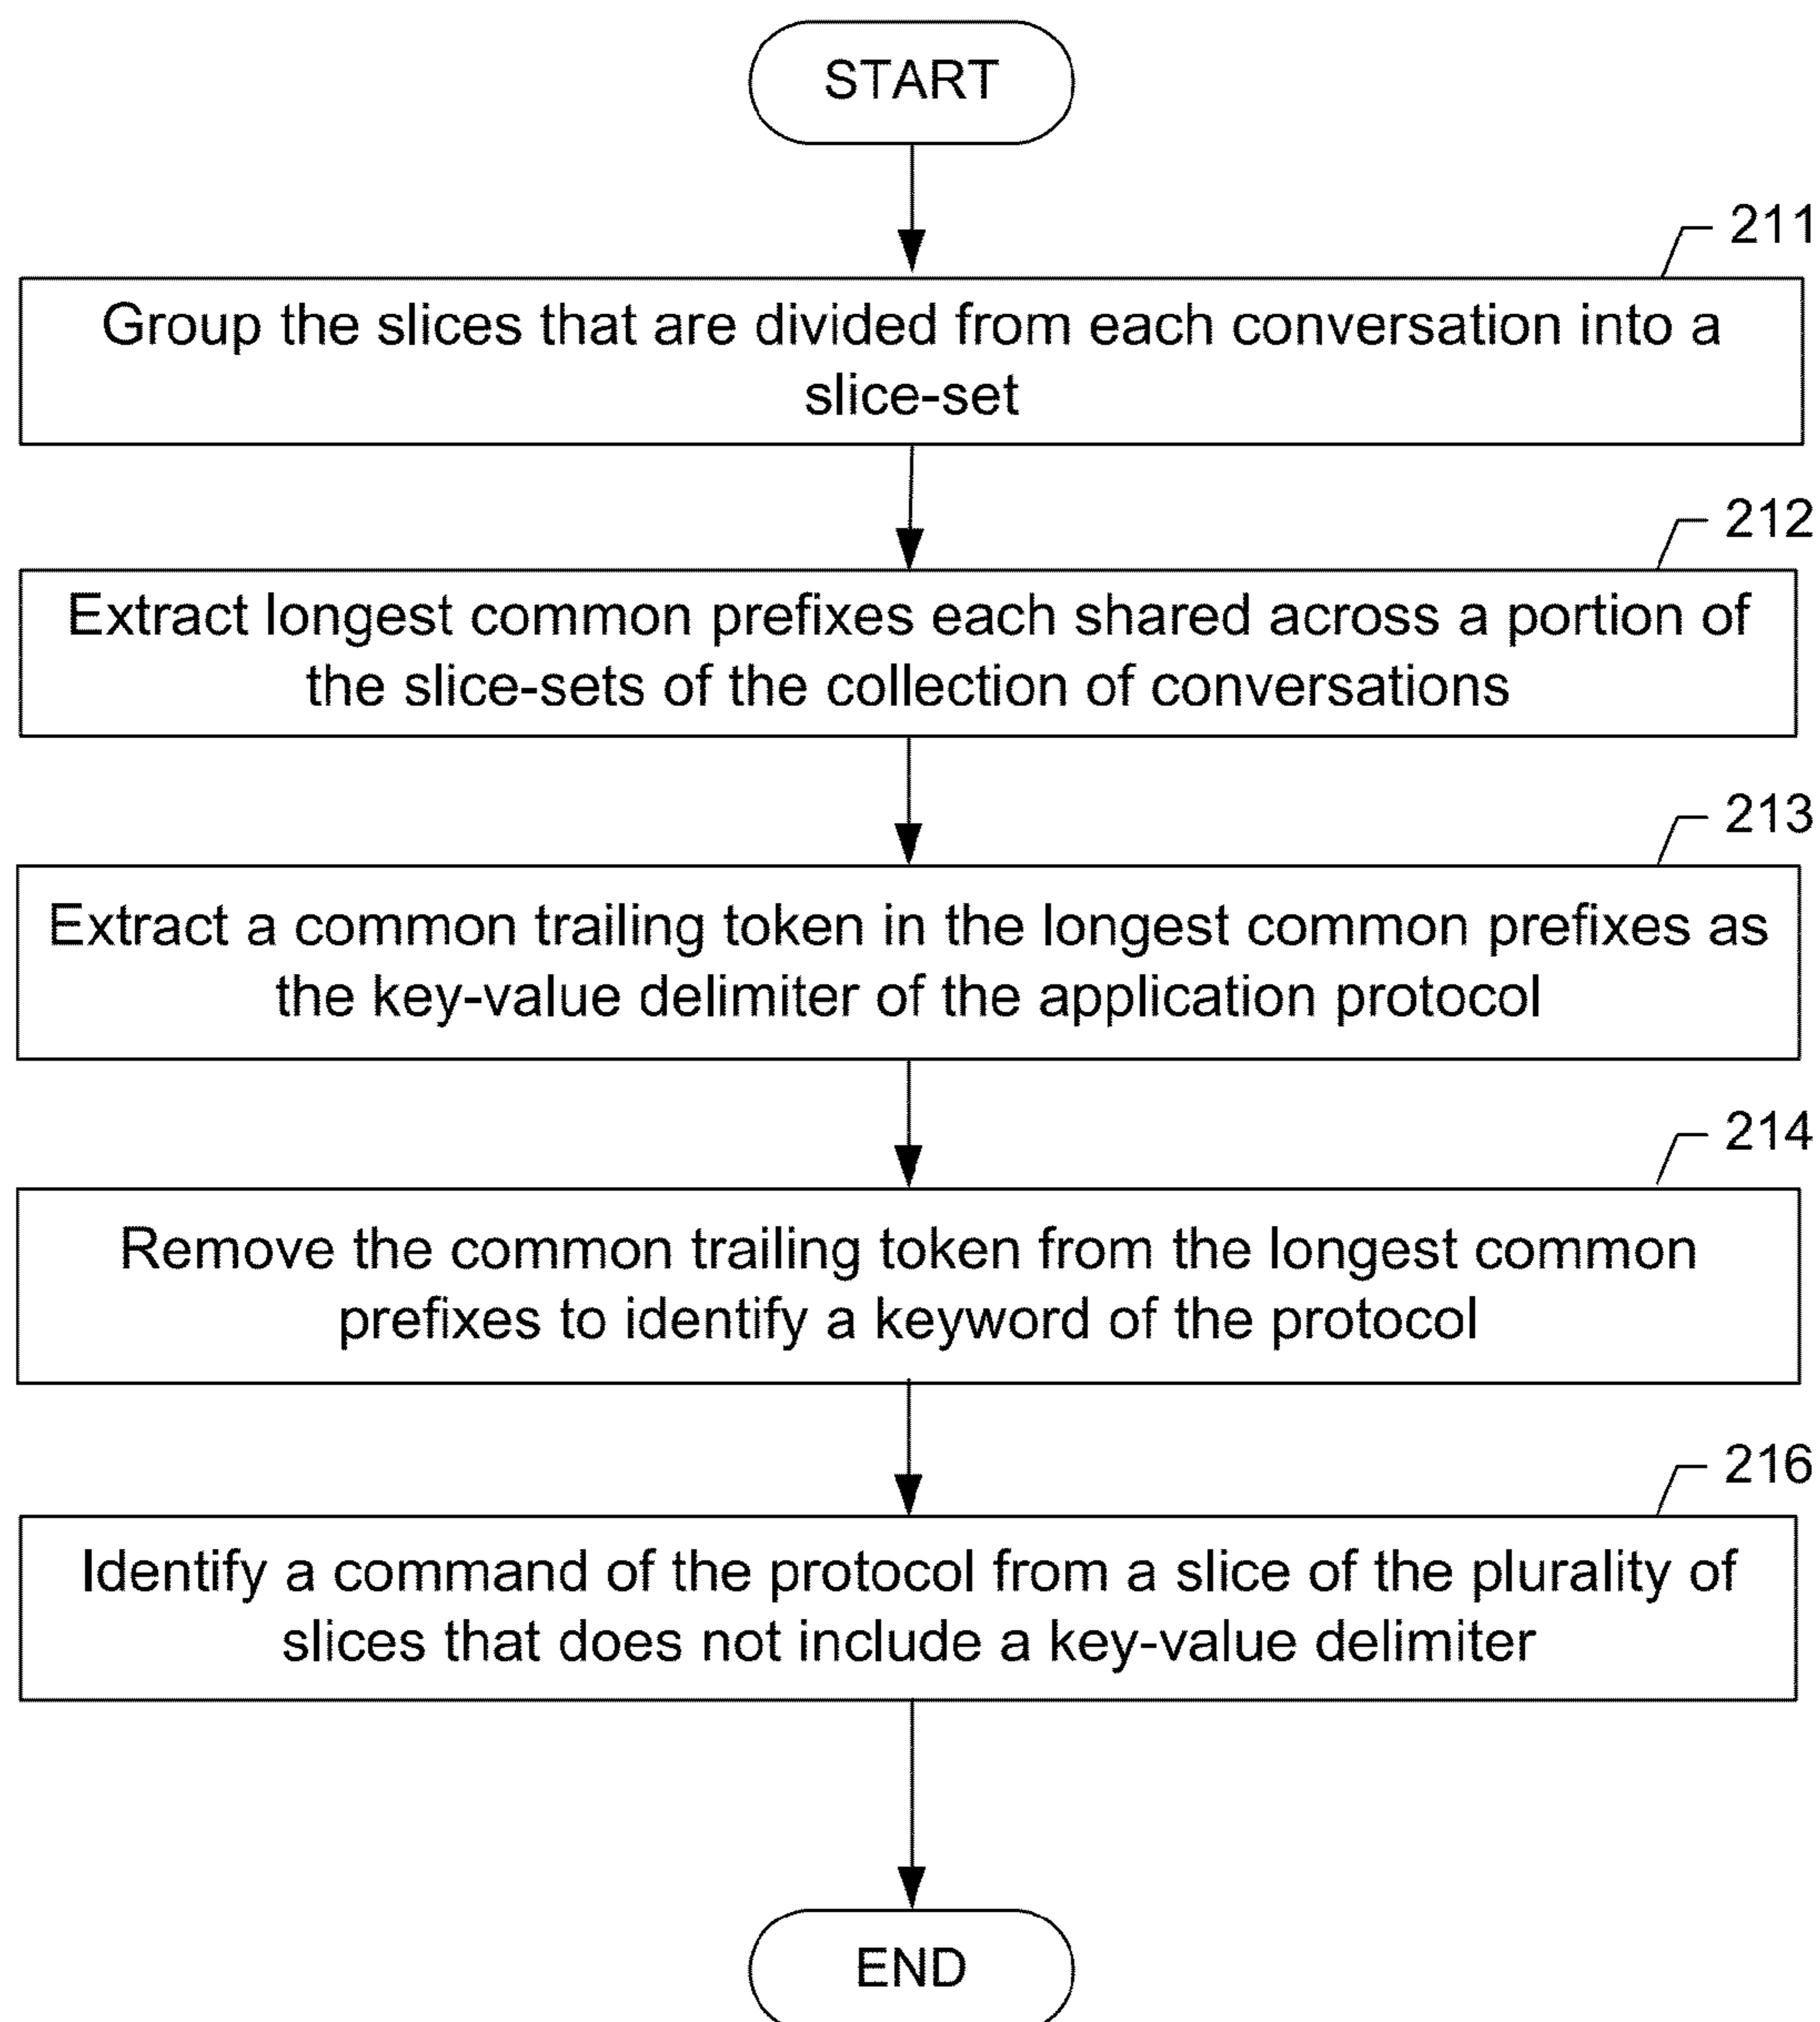 START
211
Group the slices that are divided from each conversation into a
slice-set
212
Extract longest common prefixes each shared across a portion of
the slice-sets of the collection of conversations
213
Extract a common trailing token in the longest common prefixes as
the key-value delimiter of the application protocol
214
Remove the common trailing token from the longest common
prefixes to identify a keyword of the protocol
216
Identify a command of the protocol from a slice of the plurality of
slices that does not include a key-value delimiter
END